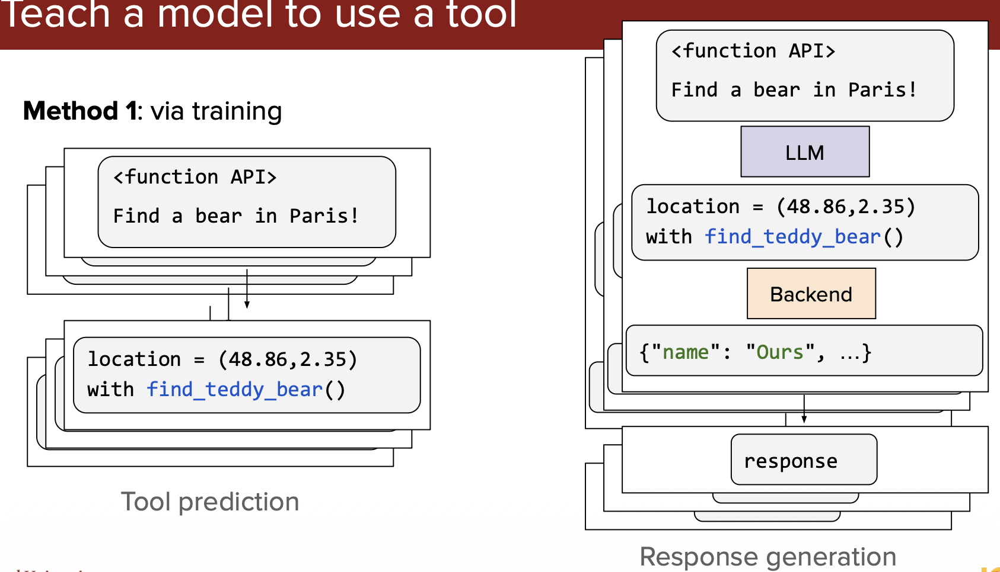 Teach a model to use a tool
Method 1: via training
<function API>
Find a bear in Paris!
location = (48.86,2.35)
with find_teddy_bear()
Tool prediction
<function API>
Find a bear in Paris!
LLM
location = (48.86,2.35)
with find_teddy_bear()
Backend
{"name": "Ours", …}
response
Response generation